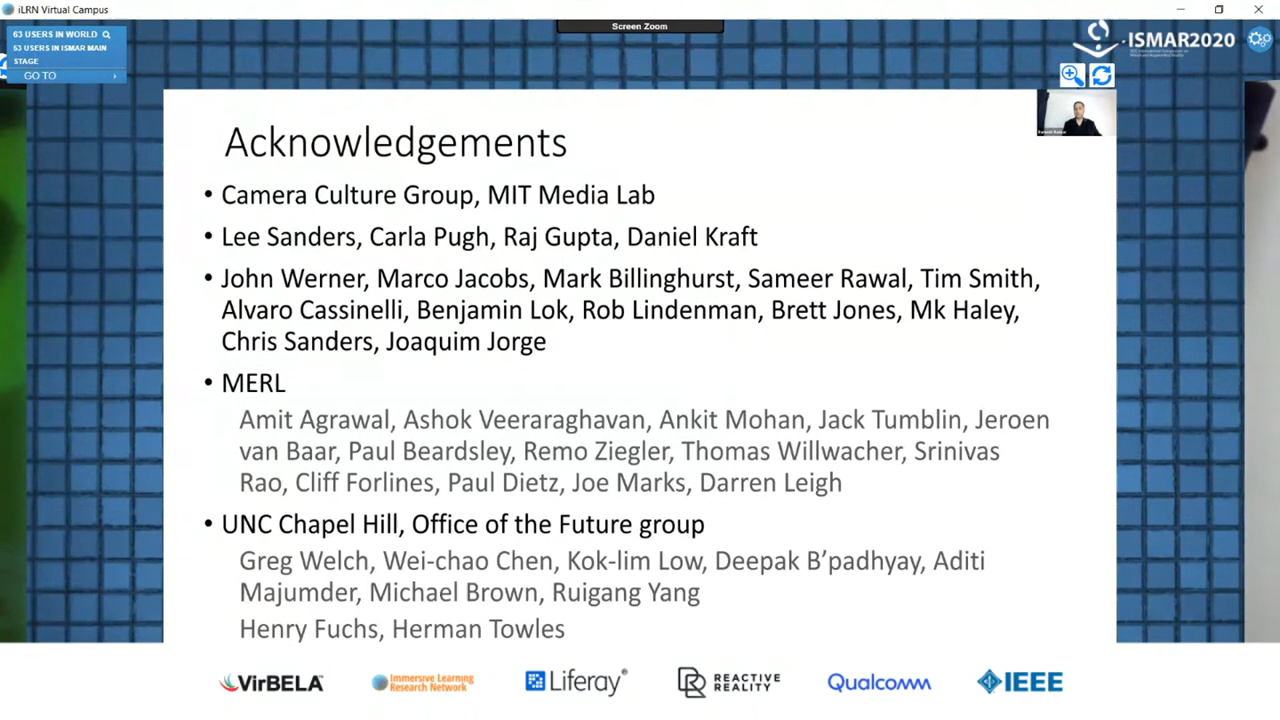 iLRN Virtual Campus
Screen Zoom
63 USERS IN WORLD
53 USERS IN ISMAR MAIN
STAGE
GO TO
ISMAR2020
Acknowledgements
• Camera Culture Group, MIT Media Lab
• Lee Sanders, Carla Pugh, Raj Gupta, Daniel Kraft
• John Werner, Marco Jacobs, Mark Billinghurst, Sameer Rawal, Tim Smith,
Alvaro Cassinelli, Benjamin Lok, Rob Lindenman, Brett Jones, Mk Haley,
Chris Sanders, Joaquim Jorge
• MERL
Amit Agrawal, Ashok Veeraraghavan, Ankit Mohan, Jack Tumblin, Jeroen
van Baar, Paul Beardsley, Remo Ziegler, Thomas Willwacher, Srinivas
Rao, Cliff Forlines, Paul Dietz, Joe Marks, Darren Leigh
• UNC Chapel Hill, Office of the Future group
Greg Welch, Wei-chao Chen, Kok-lim Low, Deepak B’padhyay, Aditi
Majumder, Michael Brown, Ruigang Yang
Henry Fuchs, Herman Towles
VIRBELA
Immersive Learning
Research Network
Liferay®
REACTIVE
REALITY
Qualcomm
IEEE